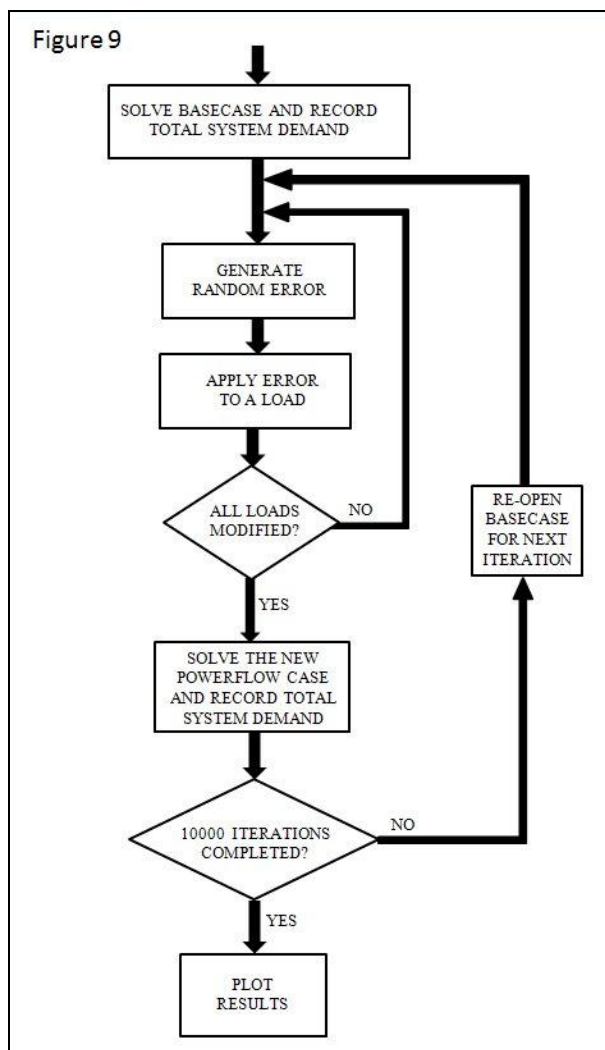 Figure 9
SOLVE BASECASE AND RECORD
TOTAL SYSTEM DEMAND
GENERATE
RANDOM ERROR
APPLY ERROR
TO A LOAD
ALL LOADS
MODIFIED?
NO
YES
RE-OPEN
BASECASE
FOR NEXT
ITERATION
SOLVE THE NEW
POWERFLOW CASE
AND RECORD TOTAL
SYSTEM DEMAND
10000 ITERATIONS
COMPLETED?
NO
YES
PLOT
RESULTS